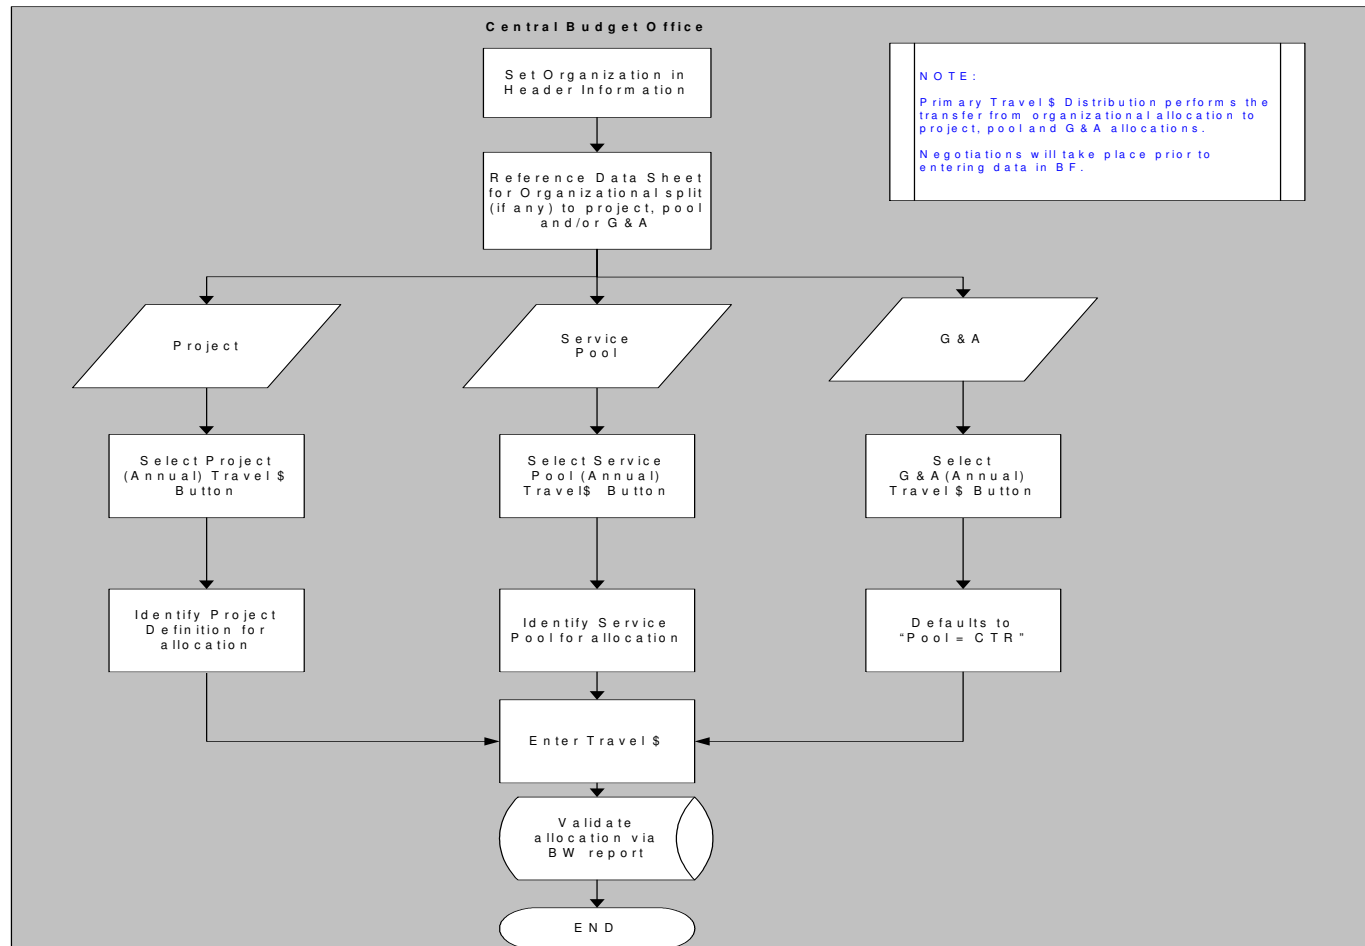 Central Budget Office
Set Organization in
Header Information
NOTE:
Primary Travel $ Distribution performs the
transfer from organizational allocation to
project, pool and G&A allocations.
Negotiations will take place prior to
entering data in BF.
Reference Data Sheet
for Organizational split
(if any) to project, pool
and/or G&A
Project
Service
Pool
G&A
Select Project
(Annual) Travel $
Button
Select Service
Pool (Annual)
Travel$ Button
Select
G&A(Annual)
Travel $ Button
Identify Project
Definition for
allocation
Identify Service
Pool for allocation
Defaults to
“Pool = CTR”
Enter Travel $
Validate
allocation via
BW report
END